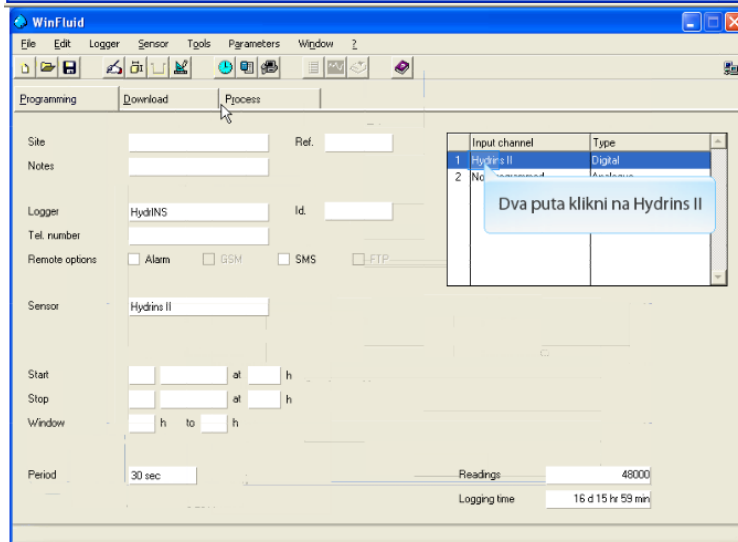 WinFluid
File Edit Logger Sensor Tools Parameters Window ?
Programming Download Process
Site Ref.
Notes
Input channel Type
1 Hydrins II Digital
2
Dva puta klikni na Hydrins II
Logger HydrINS Id.
Tel. number
Remote options Alarm GSM SMS FTP
Sensor Hydrins II
Start at h
Stop at h
Window h to h
Period 30 sec
Readings 48000
Logging time 16 d 15 hr 59 min